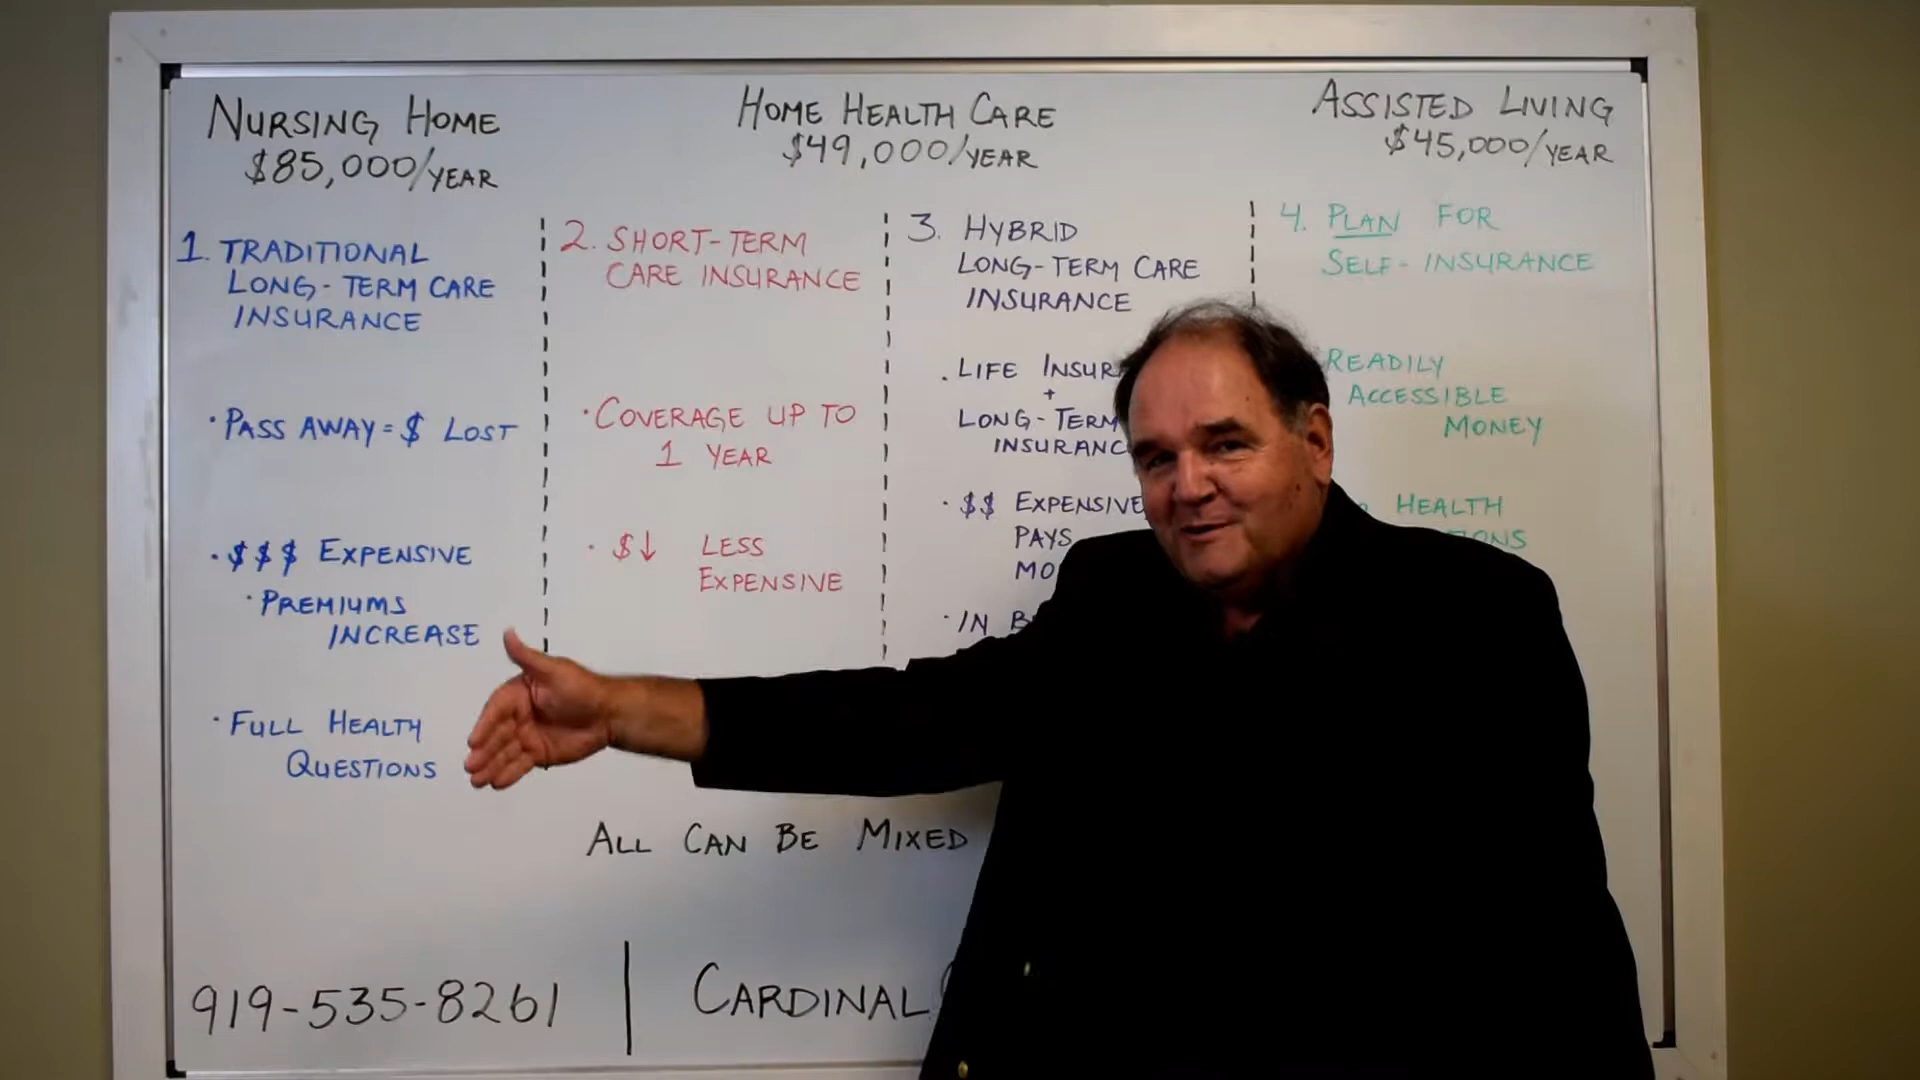 NURSING HOME
$85,000/YEAR
HOME HEALTH CARE
$49,000/YEAR
ASSISTED LIVING
$45,000/YEAR
1. TRADITIONAL
LONG-TERM CARE
INSURANCE
· PASS AWAY = $ LOST
· $$$ EXPENSIVE
· PREMIUMS
INCREASE
· FULL HEALTH
QUESTIONS
2. SHORT-TERM
CARE INSURANCE
· COVERAGE UP TO
1 YEAR
· $↓ LESS
EXPENSIVE
3. HYBRID
LONG-TERM CARE
INSURANCE
· LIFE
+
LONG-TERM
· $$ EXPENSIVE
PAYS
· IN
4. PLAN FOR
SELF-INSURANCE
READILY
ACCESSIBLE
MONEY
HEALTH
ALL CAN BE MIXED
919-535-8261 | CARDINAL